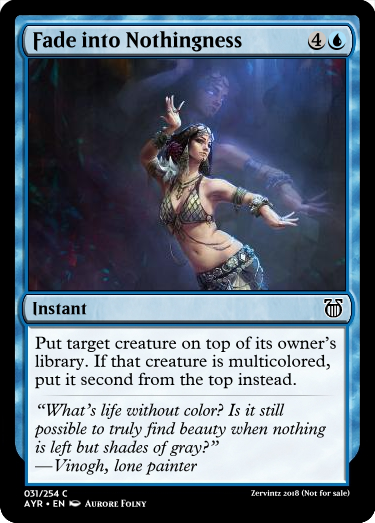 Fade into Nothingness 4
Instant
Put target creature on top of its owner's
library. If that creature is multicolored,
put it second from the top instead.
“What's life without color? Is it still
possible to truly find beauty when nothing
is left but shades of gray?”
—Vinogh, lone painter
031/254 C
Zervintz 2018 (Not for sale)
AYR • EN Aurore Folny